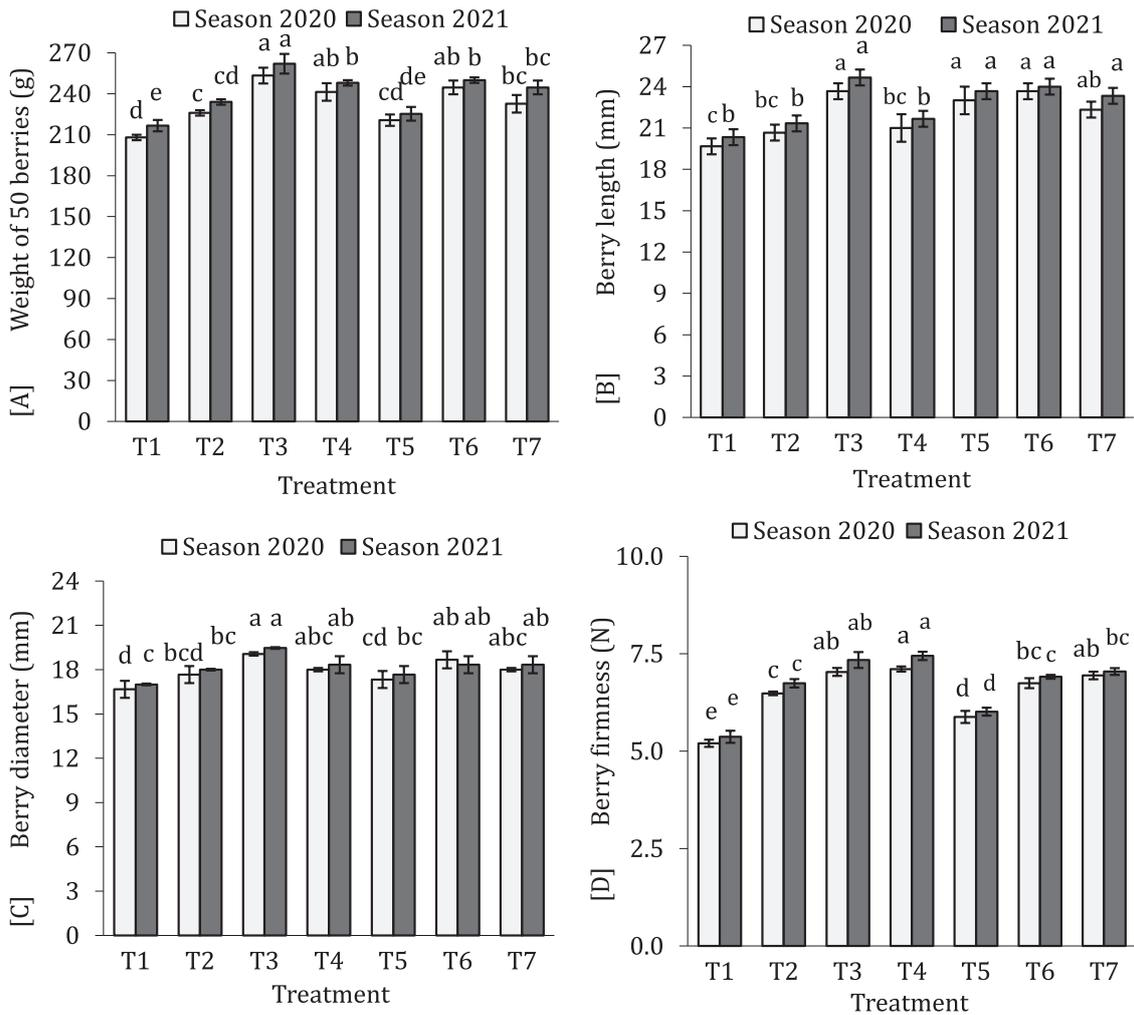 Season 2020 Season 2021
[A] Weight of 50 berries (g)
270
240
210
180
150
120
90
60
30
0
d e c cd a a ab b cd de ab b bc bc
T1 T2 T3 T4 T5 T6 T7
Treatment
Season 2020 Season 2021
[B] Berry length (mm)
27
24
21
18
15
12
9
6
3
0
c b bc b a a bc b a a a a ab a
T1 T2 T3 T4 T5 T6 T7
Treatment
Season 2020 Season 2021
[C] Berry diameter (mm)
24
21
18
15
12
9
6
3
0
d c bcd bc a a abc ab cd bc ab ab abc ab
T1 T2 T3 T4 T5 T6 T7
Treatment
Season 2020 Season 2021
[D] Berry firmness (N)
10.0
7.5
5.0
2.5
0.0
e e c c ab ab a a d d bc c ab bc
T1 T2 T3 T4 T5 T6 T7
Treatment